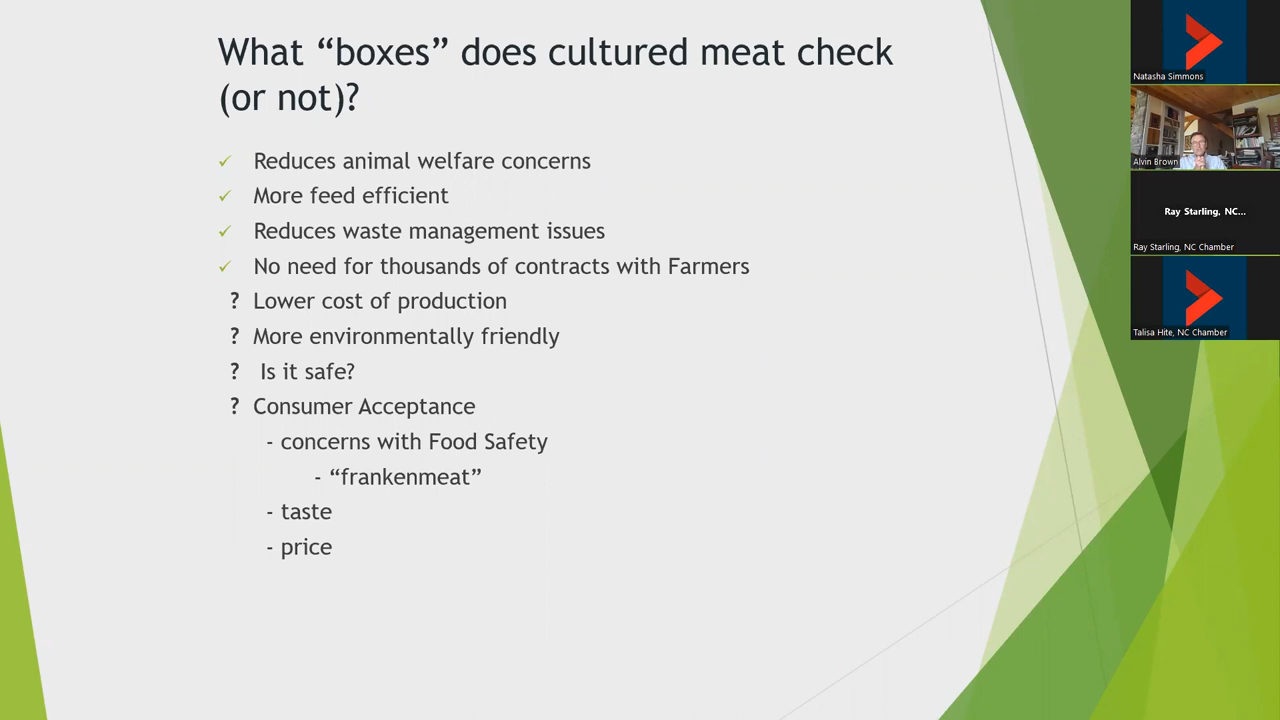 What “boxes” does cultured meat check
(or not)?
✓ Reduces animal welfare concerns
✓ More feed efficient
✓ Reduces waste management issues
✓ No need for thousands of contracts with Farmers
? Lower cost of production
? More environmentally friendly
? Is it safe?
? Consumer Acceptance
- concerns with Food Safety
- “frankenmeat”
- taste
- price
Natasha Simmons
Alvin Brown
Ray Starling, NC...
Ray Starling, NC Chamber
Talisa Hite, NC Chamber